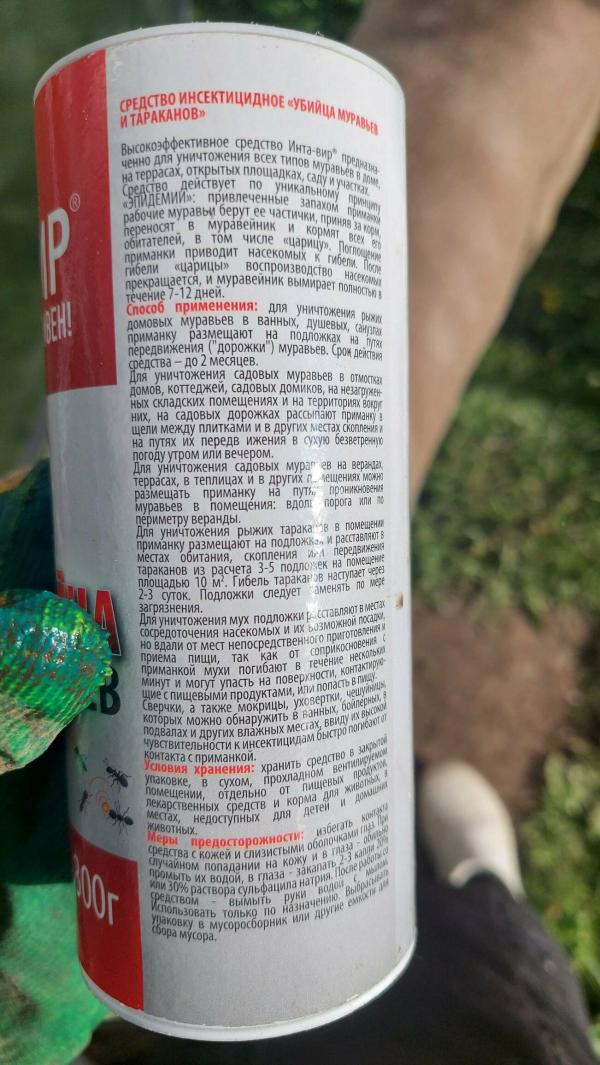 СРЕДСТВО ИНСЕКТИЦИДНОЕ «УБИЙЦА МУРАВЬЕВ
И ТАРАКАНОВ»
Высокоэффективное средство Инта-вир® предназна-
ченно для уничтожения всех типов муравьев в доме,
на террасах, открытых площадках, саду и участках.
Средство действует по уникальному принципу
«ЭПИДЕМИИ»: привлеченные запахом приманки
рабочие муравьи берут ее частички, приняв за корм,
переносят в муравейник и кормят всех его
обитателей, в том числе «царицу». Поглощение
приманки приводит насекомых к гибели. После
гибели «царицы» воспроизводство насекомых
прекращается, и муравейник вымирает полностью в
течение 7-12 дней.
Способ применения: для уничтожения рыжих
домовых муравьев в ванных, душевых, санузлах
приманку размещают на подложках на путях
передвижения ("дорожки") муравьев. Срок действия
средства – до 2 месяцев.
Для уничтожения садовых муравьев в отмостках
домов, коттеджей, садовых домиков, на незагружен-
ных складских помещениях и на территориях вокруг
них, на садовых дорожках рассыпают приманку в
щели между плитками и в других местах скопления и
на путях их передв ижения в сухую безветренную
погоду утром или вечером.
Для уничтожения садовых муравьев на верандах,
террасах, в теплицах и в других помещениях можно
размещать приманку на путях проникновения
муравьев в помещения: вдоль порога или по
периметру веранды.
Для уничтожения рыжих тараканов в помещении
приманку размещают на подложках и расставляют в
местах обитания, скопления или передвижения
тараканов из расчета 3-5 подложек на помещение
площадью 10 м². Гибель тараканов наступает через
2-3 суток. Подложки следует заменять по мере
загрязнения.
Для уничтожения мух подложки расставляют в местах
сосредоточения насекомых и их возможной посадки,
но вдали от мест непосредственного приготовления и
приема пищи, так как от соприкосновения с
приманкой мухи погибают в течение нескольких
минут и могут упасть на поверхности, контактирую-
щие с пищевыми продуктами, или попасть в пищу.
Сверчки, а также мокрицы, уховертки, чешуйницы,
которых можно обнаружить в ванных, бойлерных, в
подвалах и других влажных местах, ввиду их высокой
чувствительности к инсектицидам быстро погибают от
контакта с приманкой.
Условия хранения: хранить средство в закрытой
упаковке, в сухом, прохладном вентилируемом
помещении, отдельно от пищевых продуктов,
лекарственных средств и корма для животных, в
местах, недоступных для детей и домашних
животных.
Меры предосторожности: избегать контакта
средства с кожей и слизистыми оболочками глаз. При
случайном попадании на кожу и в глаза - обильно
промыть их водой, в глаза - закапать 2-3 капли 20%
или 30% раствора сульфацила натрия. После работы со
средством - вымыть руки водой с мылом.
Использовать только по назначению. Выбрасывать
упаковку в мусоросборник или другие емкости для
сбора мусора.
ИР®
ВЕН!
ЙЦА
ЕВ
300г